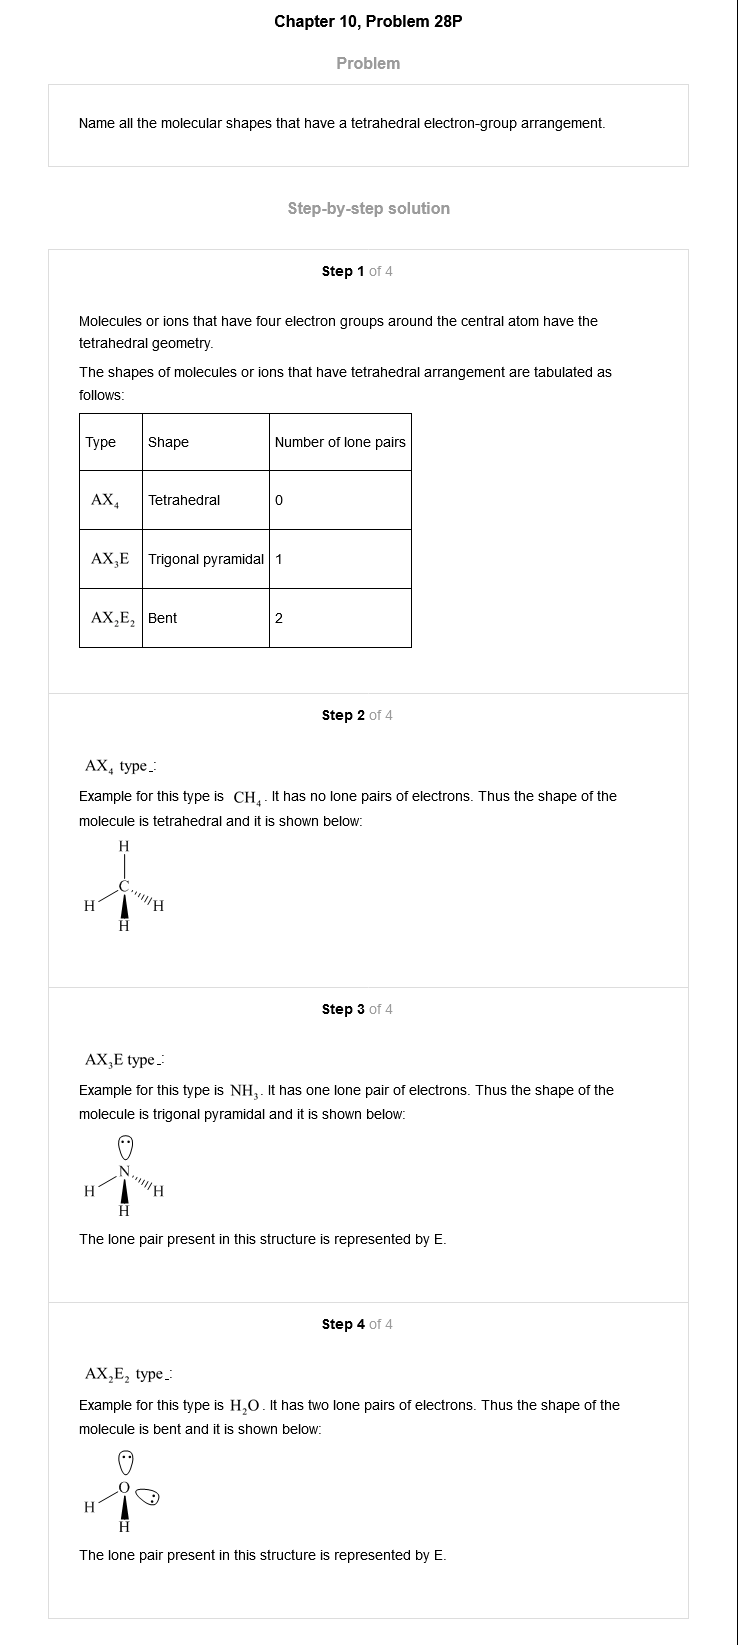 Chapter 10, Problem 28P
Problem
Name all the molecular shapes that have a tetrahedral electron-group arrangement.
Step-by-step solution
Step 1 of 4
Molecules or ions that have four electron groups around the central atom have the
tetrahedral geometry.
The shapes of molecules or ions that have tetrahedral arrangement are tabulated as
follows:
Type Shape Number of lone pairs
AX₄ Tetrahedral 0
AX₃E Trigonal pyramidal 1
AX₂E₂ Bent 2
Step 2 of 4
AX₄ type:
Example for this type is CH₄. It has no lone pairs of electrons. Thus the shape of the
molecule is tetrahedral and it is shown below:
H
C
H H
H
Step 3 of 4
AX₃E type:
Example for this type is NH₃. It has one lone pair of electrons. Thus the shape of the
molecule is trigonal pyramidal and it is shown below:
N
H H
H
The lone pair present in this structure is represented by E.
Step 4 of 4
AX₂E₂ type:
Example for this type is H₂O. It has two lone pairs of electrons. Thus the shape of the
molecule is bent and it is shown below:
O
H
H
The lone pair present in this structure is represented by E.